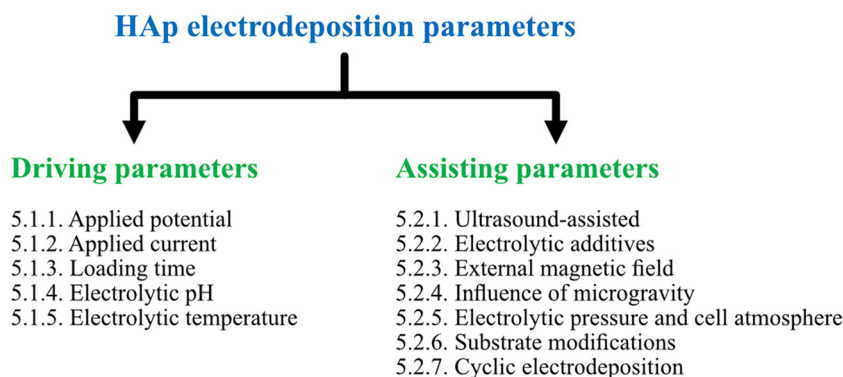 HAp electrodeposition parameters
Driving parameters
5.1.1. Applied potential
5.1.2. Applied current
5.1.3. Loading time
5.1.4. Electrolytic pH
5.1.5. Electrolytic temperature
Assisting parameters
5.2.1. Ultrasound-assisted
5.2.2. Electrolytic additives
5.2.3. External magnetic field
5.2.4. Influence of microgravity
5.2.5. Electrolytic pressure and cell atmosphere
5.2.6. Substrate modifications
5.2.7. Cyclic electrodeposition